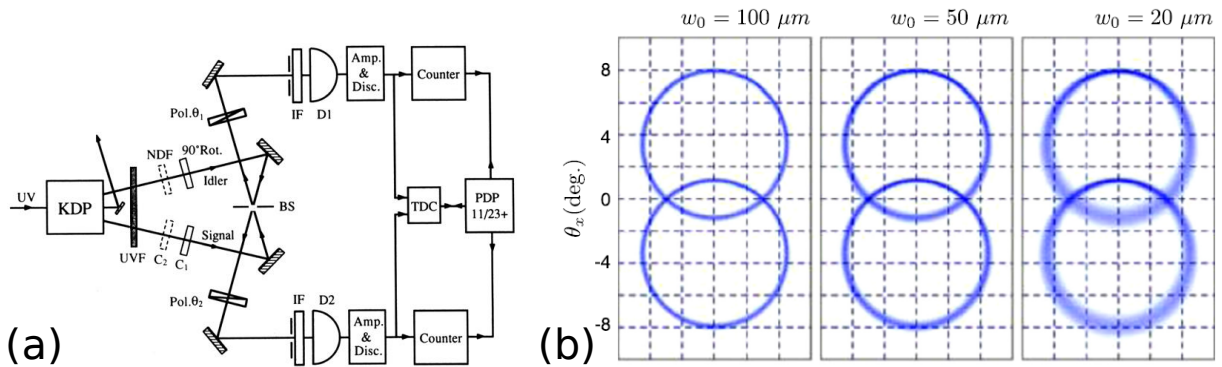 w₀ = 100 μm
w₀ = 50 μm
w₀ = 20 μm
Amp.
&
Disc.
Counter
Pol.θ₁
IF
D1
90°Rot.
NDF
Idler
UV
KDP
BS
TDC
PDP
11/23+
Signal
UVF
C₂
C₁
Pol.θ₂
IF
D2
Amp.
&
Disc.
Counter
(a)
8
4
0
-4
-8
θₓ(deg.)
(b)